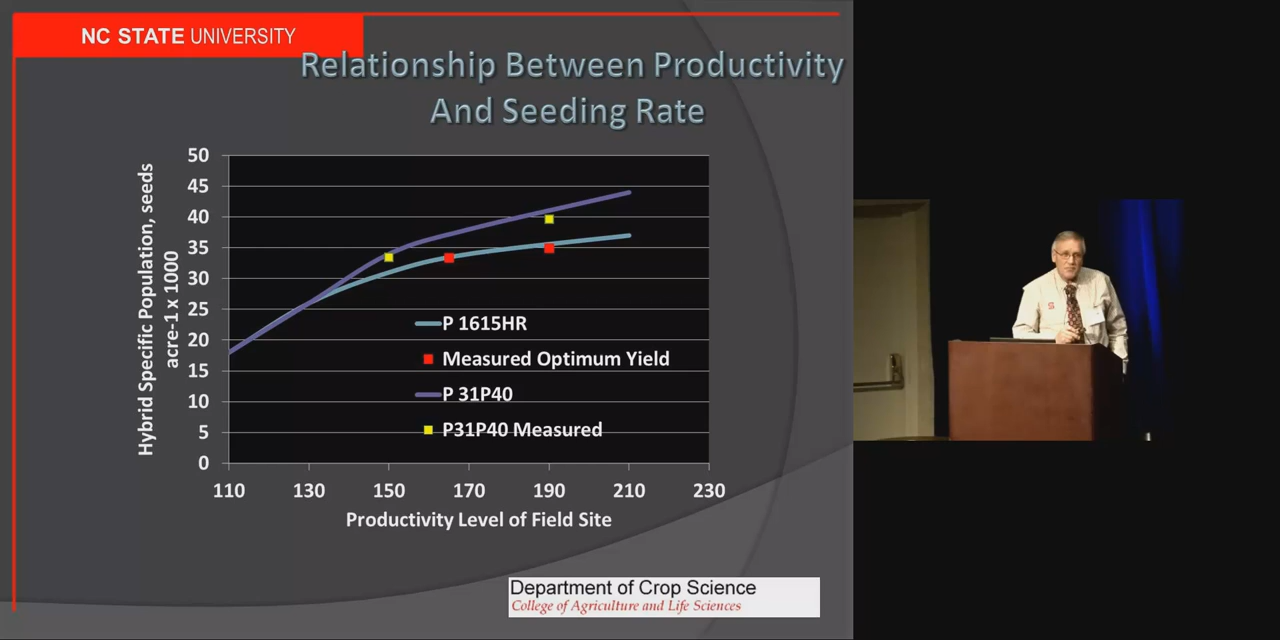 NC STATE UNIVERSITY
Relationship Between Productivity
And Seeding Rate
Hybrid Specific Population, seeds
acre-1 x 1000
50
45
40
35
30
25
20
15
10
5
0
P 1615HR
Measured Optimum Yield
P 31P40
P31P40 Measured
110 130 150 170 190 210 230
Productivity Level of Field Site
Department of Crop Science
College of Agriculture and Life Sciences